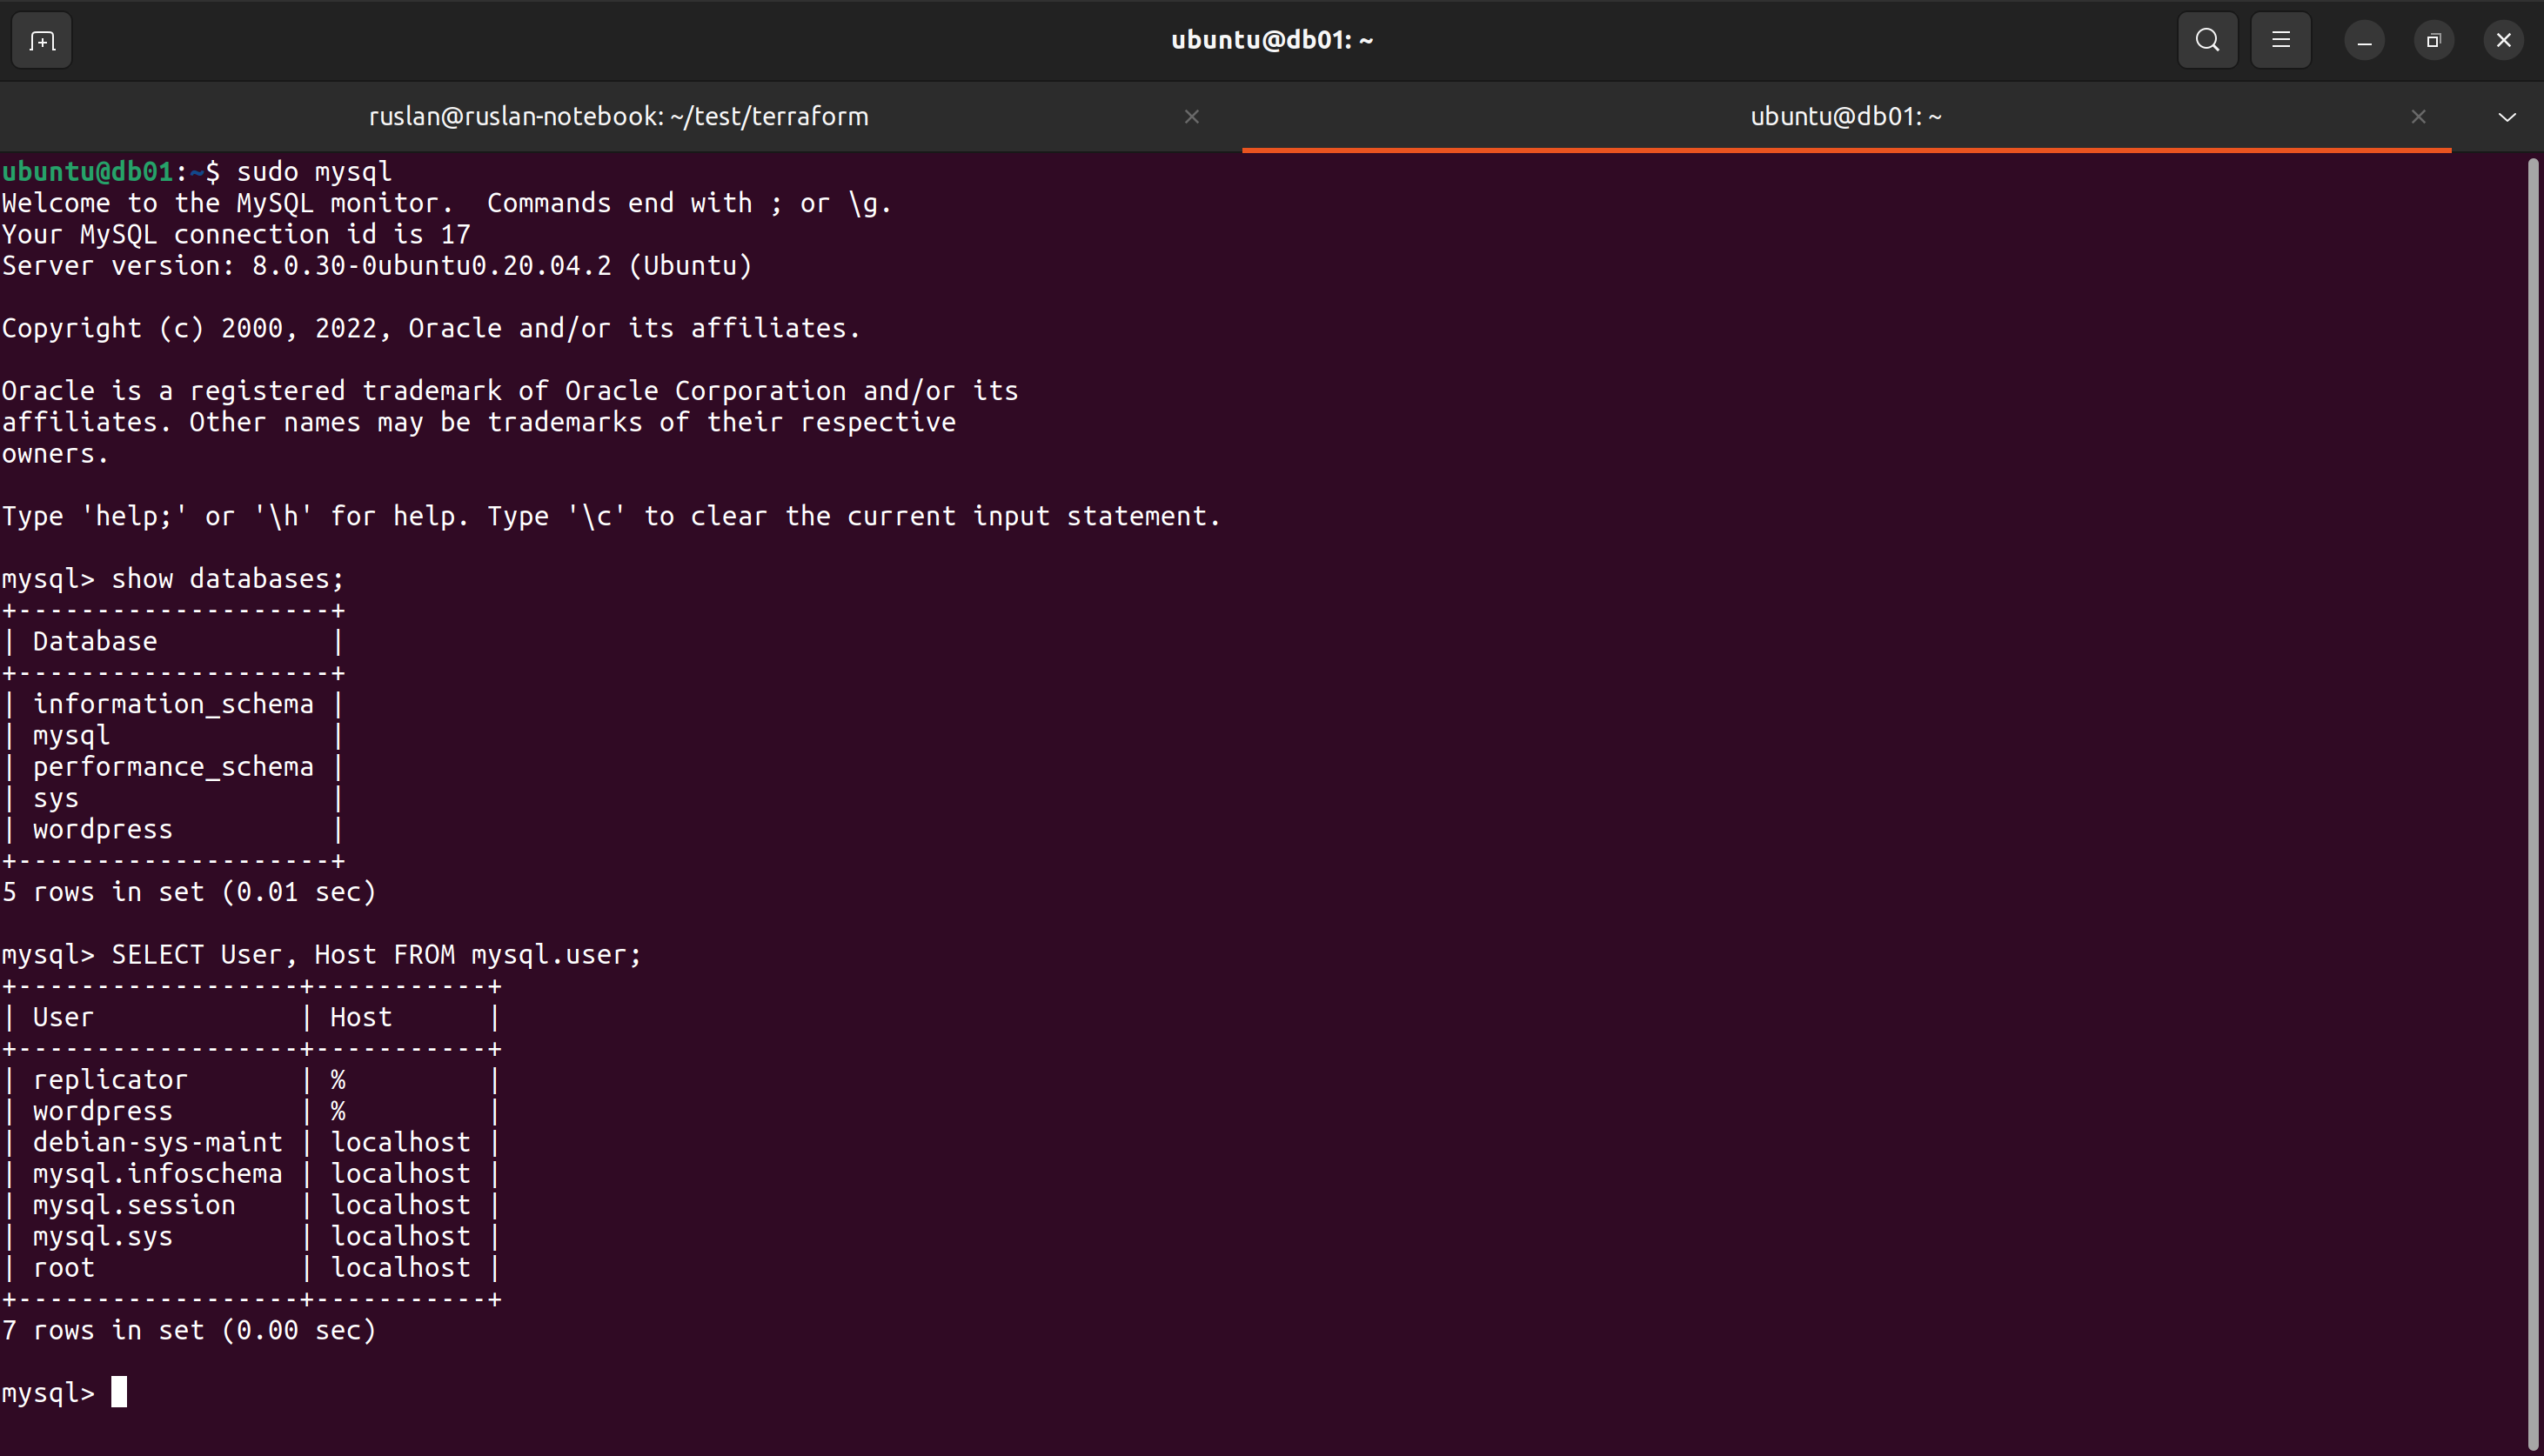 ubuntu@db01: ~
ruslan@ruslan-notebook: ~/test/terraform
ubuntu@db01: ~
ubuntu@db01:~$ sudo mysql
Welcome to the MySQL monitor.  Commands end with ; or \g.
Your MySQL connection id is 17
Server version: 8.0.30-0ubuntu0.20.04.2 (Ubuntu)
Copyright (c) 2000, 2022, Oracle and/or its affiliates.
Oracle is a registered trademark of Oracle Corporation and/or its
affiliates. Other names may be trademarks of their respective
owners.
Type 'help;' or '\h' for help. Type '\c' to clear the current input statement.
mysql> show databases;
+--------------------+
| Database           |
+--------------------+
| information_schema |
| mysql              |
| performance_schema |
| sys                |
| wordpress          |
+--------------------+
5 rows in set (0.01 sec)
mysql> SELECT User, Host FROM mysql.user;
+------------------+-----------+
| User             | Host      |
+------------------+-----------+
| replicator       | %         |
| wordpress        | %         |
| debian-sys-maint | localhost |
| mysql.infoschema | localhost |
| mysql.session    | localhost |
| mysql.sys        | localhost |
| root             | localhost |
+------------------+-----------+
7 rows in set (0.00 sec)
mysql>